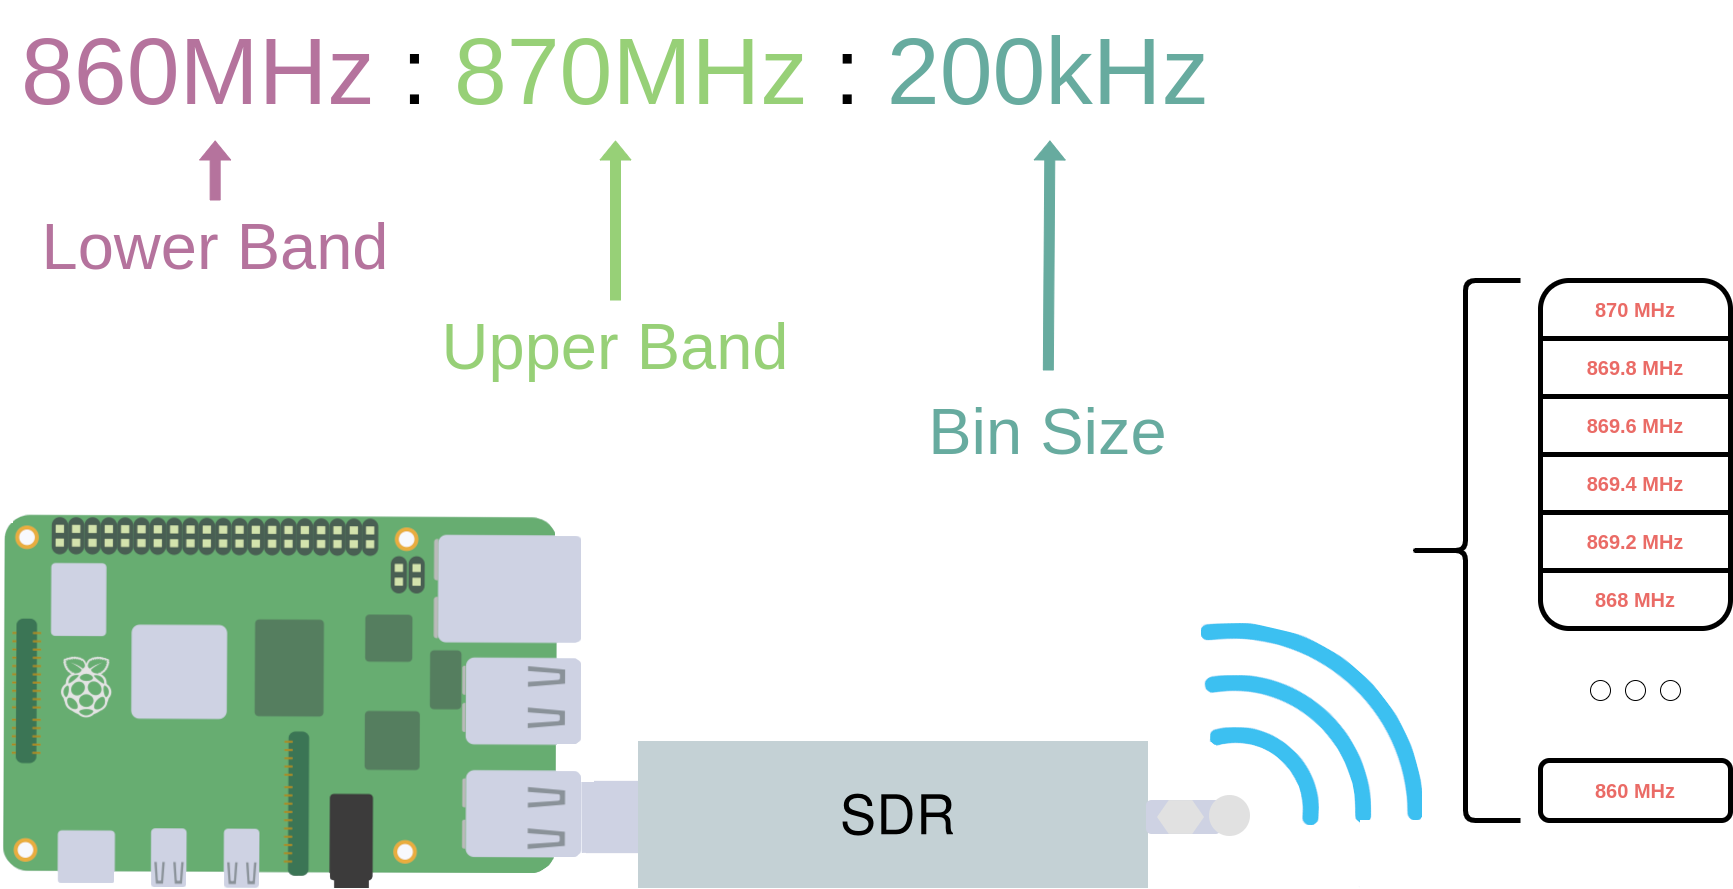 860MHz : 870MHz : 200kHz
Lower Band
Upper Band
Bin Size
870 MHz
869.8 MHz
869.6 MHz
869.4 MHz
869.2 MHz
868 MHz
860 MHz
SDR